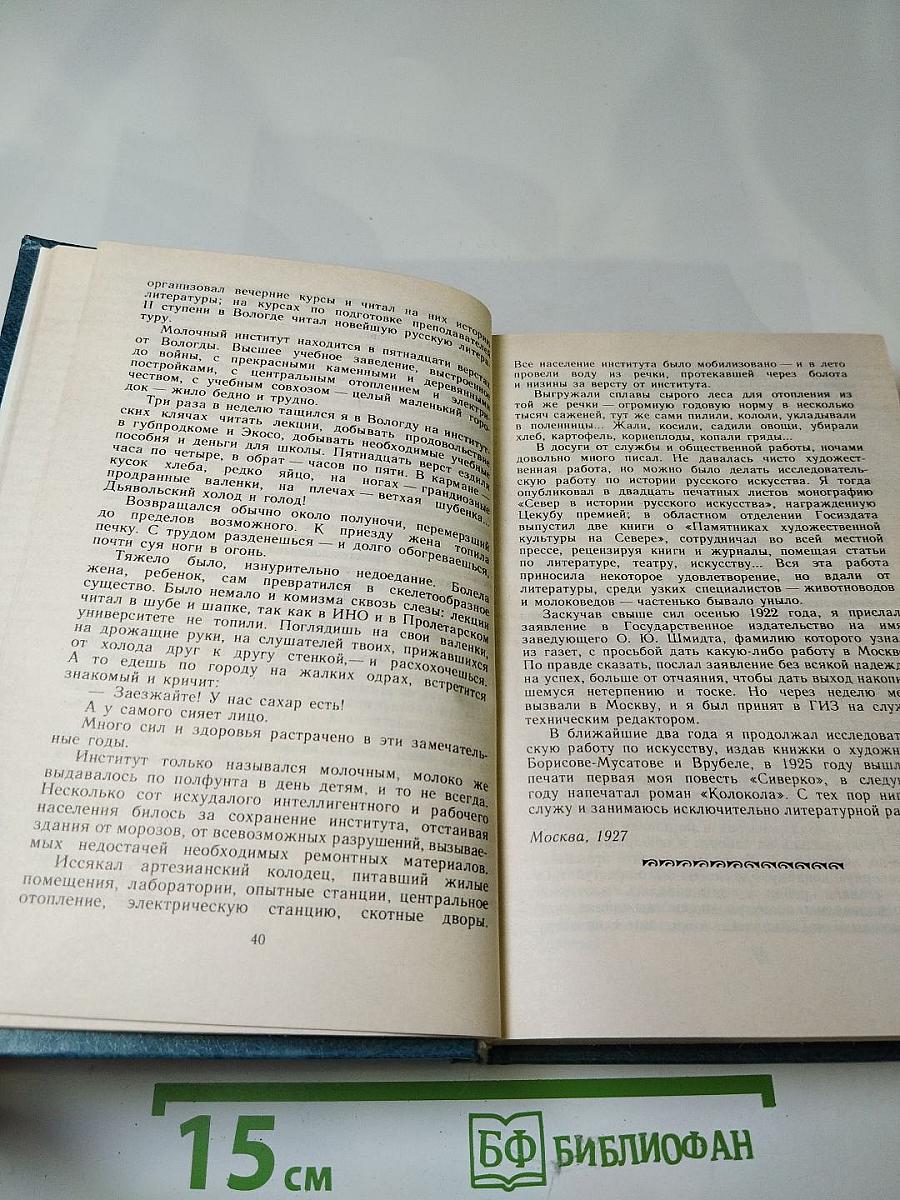 организовал вечерние курсы и читал на них историю
литературы; на курсах по подготовке преподавателей
II ступени в Вологде читал новейшую русскую литера-
туру.
Молочный институт находится в пятнадцати верстах
от Вологды. Высшее учебное заведение, выстроенное
до войны, с прекрасными каменными и деревянными
постройками, с центральным отоплением и электри-
чеством, с учебным совхозом — целый маленький горо-
док — жило бедно и трудно.
Три раза в неделю тащился я в Вологду на институт-
ских клячах читать лекции, добывать продовольствие
в губпродкоме и Экосо, добывать необходимые учебные
пособия и деньги для школы. Пятнадцать верст ездили
часа по четыре, в обрат — часов по пяти. В кармане —
кусок хлеба, редко яйцо, на ногах — грандиозные
продранные валенки, на плечах — ветхая шубенка...
Дьявольский холод и голод!
Возвращался обычно около полуночи, перемерзший
до пределов возможного. К приезду жена топила
печку. С трудом разденешься — и долго обогреваешься,
почти суя ноги в огонь.
Тяжело было, изнурительно недоедание. Болела
жена, ребенок, сам превратился в скелетообразное
существо. Было немало и комизма сквозь слезы: лекции
читал в шубе и шапке, так как в ИНО и в Пролетарском
университете не топили. Поглядишь на свои валенки,
на дрожащие руки, на слушателей твоих, прижавшихся
от холода друг к другу стенкой,— и расхохочешься.
А то едешь по городу на жалких одрах, встретится
знакомый и кричит:
— Заезжайте! У нас сахар есть!
А у самого сияет лицо.
Много сил и здоровья растрачено в эти замечатель-
ные годы.
Институт только назывался молочным, молоко же
выдавалось по полфунта в день детям, и то не всегда.
Несколько сот исхудалого интеллигентного и рабочего
населения билось за сохранение института, отстаивая
здания от морозов, от всевозможных разрушений, вызывае-
мых недостачей необходимых ремонтных материалов.
Иссякал артезианский колодец, питавший жилые
помещения, лаборатории, опытные станции, центральное
отопление, электрическую станцию, скотные дворы.
40
Все население института было мобилизовано — и в лето
провели воду из речки, протекавшей через болота
и низины за версту от института.
Выгружали сплавы сырого леса для отопления из
той же речки — огромную годовую норму в несколько
тысяч саженей, тут же сами пилили, кололи, укладывали
в поленницы... Жали, косили, садили овощи, убирали
хлеб, картофель, корнеплоды, копали гряды...
В досуги от службы и общественной работы, ночами
довольно много писал. Не давалась чисто художест-
венная работа, но можно было делать исследователь-
скую работу по истории русского искусства. Я тогда
опубликовал в двадцать печатных листов монографию
«Север в истории русского искусства», награжденную
Цекубу премией; в областном отделении Госиздата
выпустил две книги о «Памятниках художественной
культуры на Севере», сотрудничал во всей местной
прессе, рецензируя книги и журналы, помещая статьи
по литературе, театру, искусству... Вся эта работа
приносила некоторое удовлетворение, но вдали от
литературы, среди узких специалистов — животноводов
и молоковедов — частенько бывало уныло.
Заскучав свыше сил осенью 1922 года, я прислал
заявление в Государственное издательство на имя
заведующего О. Ю. Шмидта, фамилию которого узнал
из газет, с просьбой дать какую-либо работу в Москве
По правде сказать, послал заявление без всякой надежды
на успех, больше от отчаяния, чтобы дать выход накопи
шемуся нетерпению и тоске. Но через неделю ме
вызвали в Москву, и я был принят в ГИЗ на служ
техническим редактором.
В ближайшие два года я продолжал исследоват
скую работу по искусству, издав книжки о художн
Борисове-Мусатове и Врубеле, в 1925 году вышл
печати первая моя повесть «Сиверко», в следую
году напечатал роман «Колокола». С тех пор ниг
служу и занимаюсь исключительно литературной ра
Москва, 1927
15 см
БФ БИБЛИОФАН